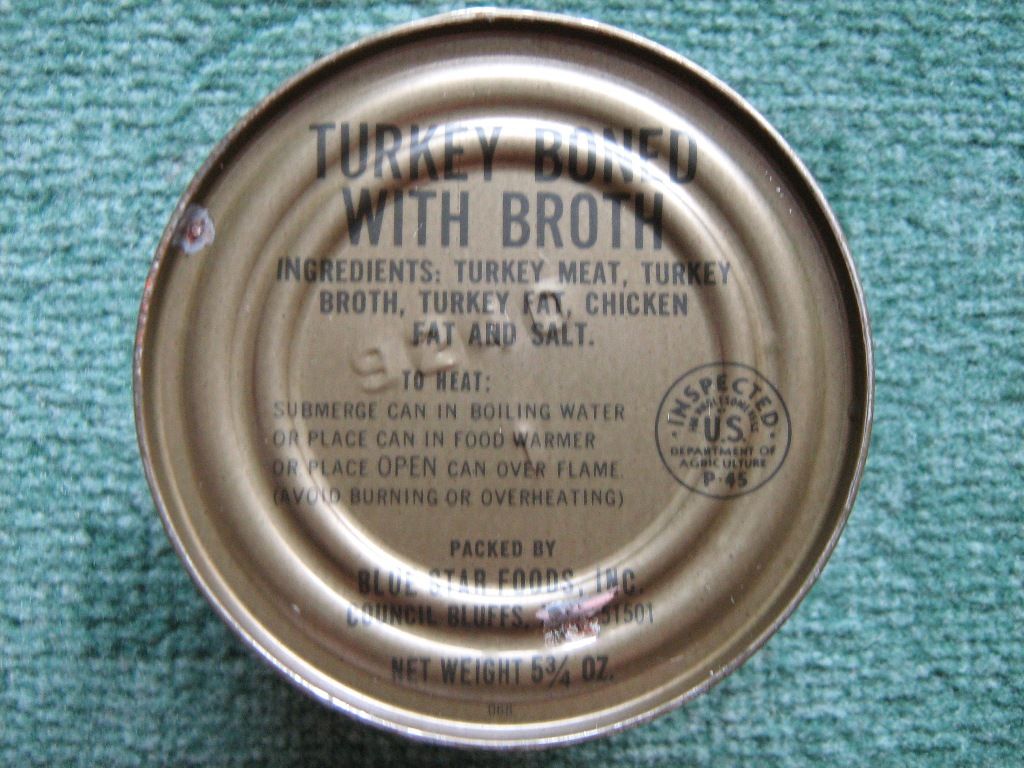 TURKEY BONED
WITH BROTH
INGREDIENTS: TURKEY MEAT, TURKEY
BROTH, TURKEY FAT, CHICKEN
FAT AND SALT.
TO HEAT:
SUBMERGE CAN IN BOILING WATER
OR PLACE CAN IN FOOD WARMER
OR PLACE OPEN CAN OVER FLAME.
(AVOID BURNING OR OVERHEATING)
INSPECTED
FOR WHOLESOMENESS
U.S.
DEPARTMENT OF
AGRICULTURE
P-45
PACKED BY
BLUE STAR FOODS, INC.
COUNCIL BLUFFS, 51501
NET WEIGHT 5¾ OZ.
068